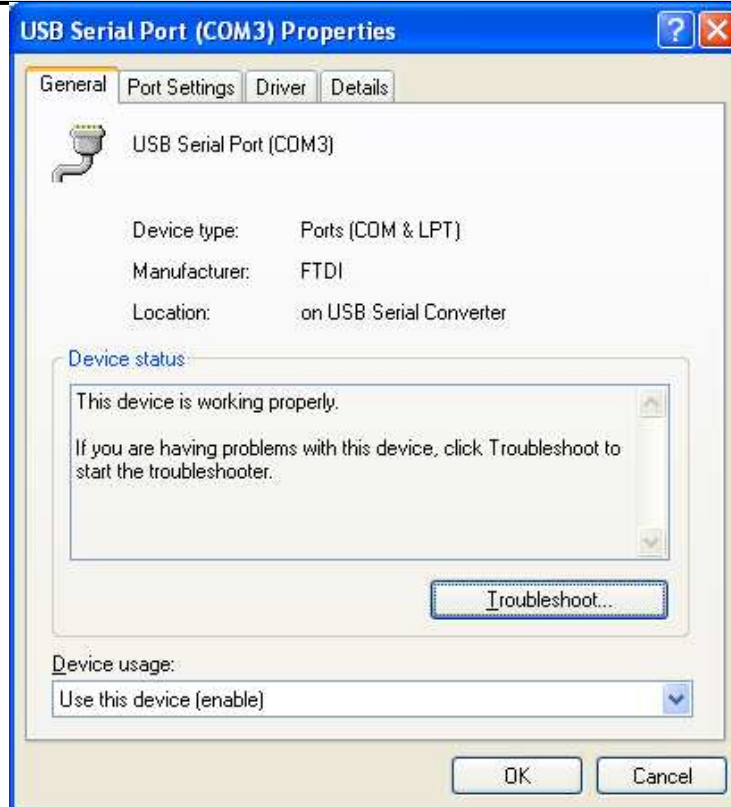 USB Serial Port (COM3) Properties
General Port Settings Driver Details
USB Serial Port (COM3)
Device type: Ports (COM & LPT)
Manufacturer: FTDI
Location: on USB Serial Converter
Device status
This device is working properly.
If you are having problems with this device, click Troubleshoot to
start the troubleshooter.
Troubleshoot...
Device usage:
Use this device (enable)
OK Cancel